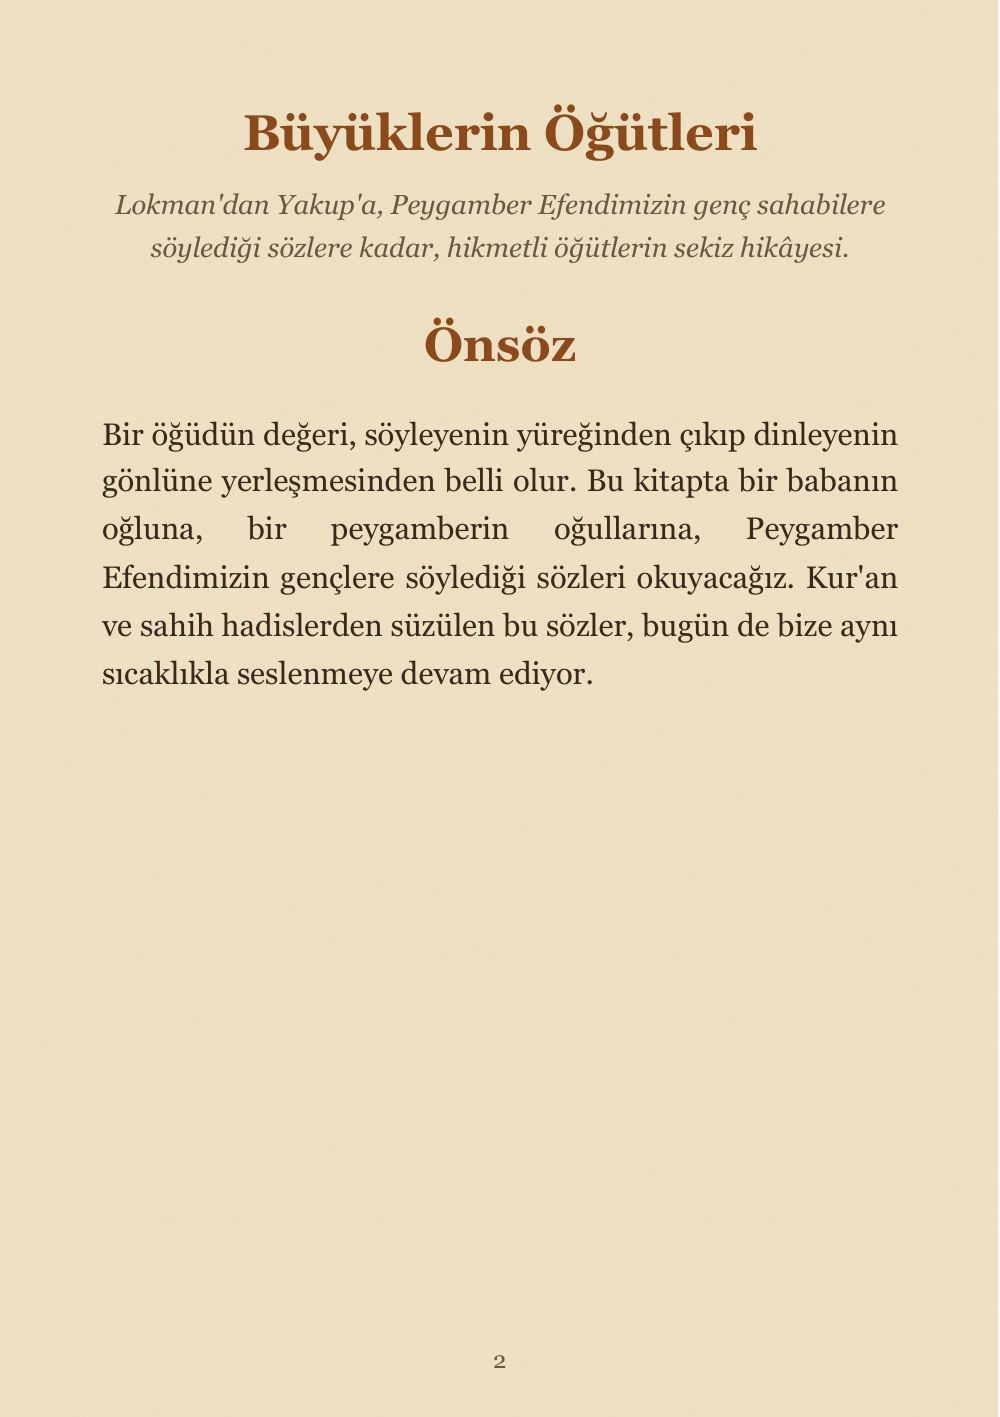 Büyüklerin Öğütleri
Lokman'dan Yakup'a, Peygamber Efendimizin genç sahabilere
söylediği sözlere kadar, hikmetli öğütlerin sekiz hikâyesi.
Önsöz
Bir öğüdün değeri, söyleyenin yüreğinden çıkıp dinleyenin
gönlüne yerleşmesinden belli olur. Bu kitapta bir babanın
oğluna, bir peygamberin oğullarına, Peygamber
Efendimizin gençlere söylediği sözleri okuyacağız. Kur'an
ve sahih hadislerden süzülen bu sözler, bugün de bize aynı
sıcaklıkla seslenmeye devam ediyor.
2